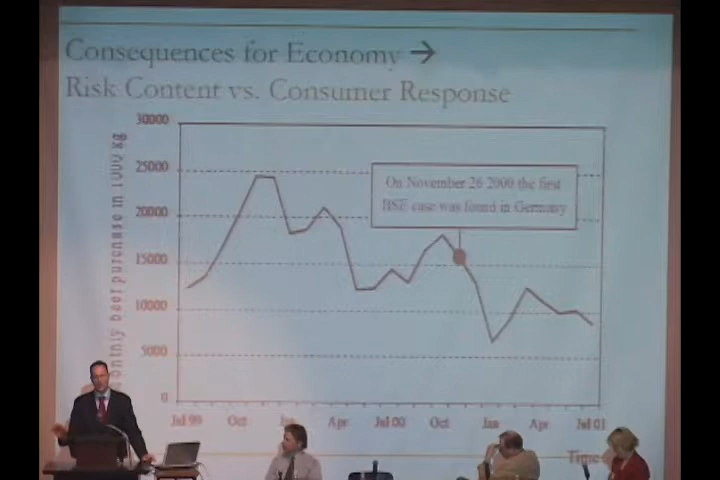 Consequences for Economy →
Risk Content vs. Consumer Response
monthly beef purchase in 1000 kg
30000
25000
20000
15000
10000
5000
0
On November 26 2000 the first
BSE case was found in Germany
Jul 99 Oct Jan Apr Jul 00 Oct Jan Apr Jul 01
Time